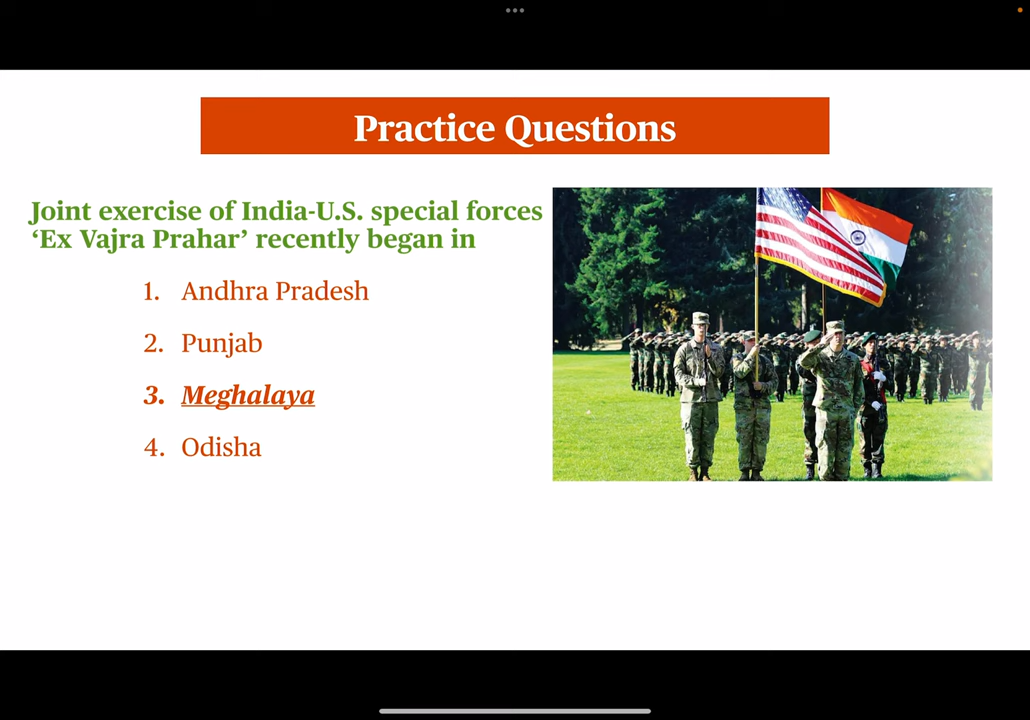 Practice Questions
Joint exercise of India-U.S. special forces
‘Ex Vajra Prahar’ recently began in
1. Andhra Pradesh
2. Punjab
3. Meghalaya
4. Odisha